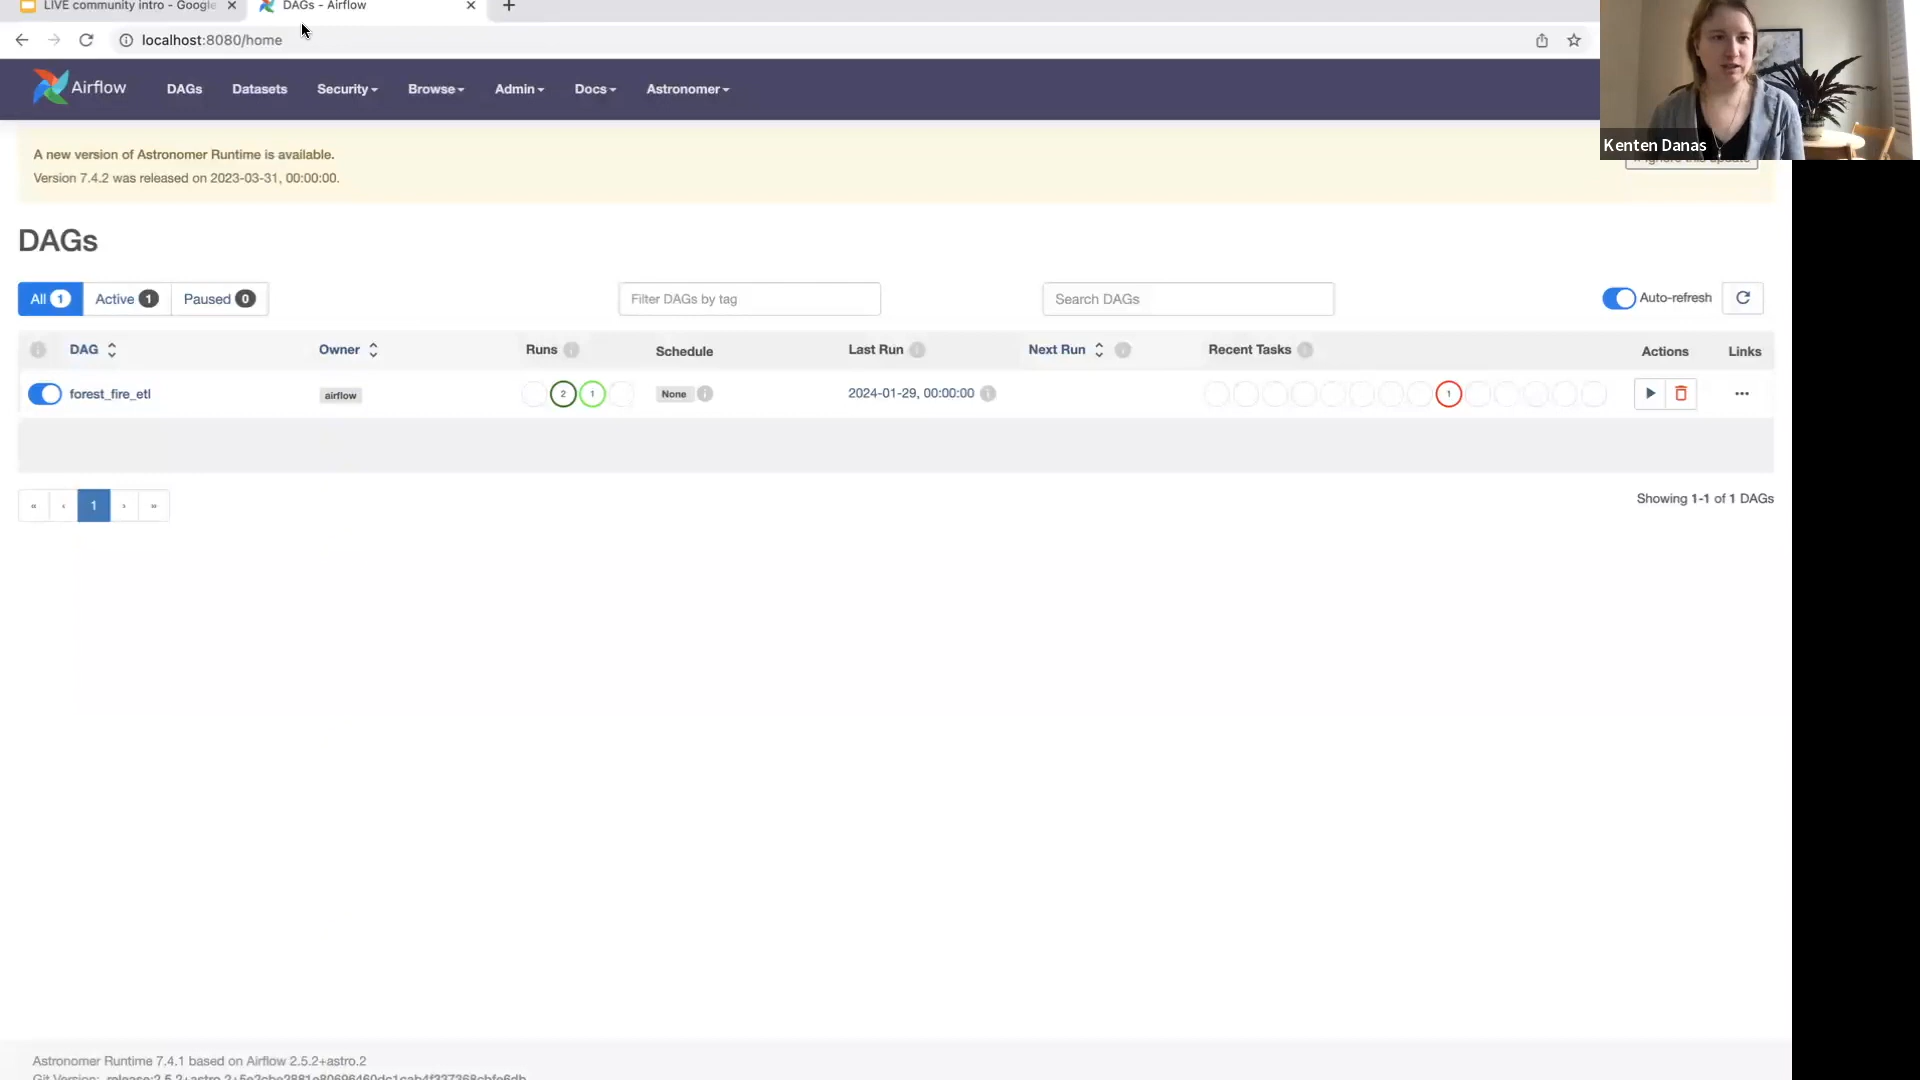 LIVE community intro - Google
DAGs - Airflow
localhost:8080/home
Airflow
DAGs
Datasets
Security
Browse
Admin
Docs
Astronomer
Kenten Danas
A new version of Astronomer Runtime is available.
Version 7.4.2 was released on 2023-03-31, 00:00:00.
DAGs
All 1
Active 1
Paused 0
Filter DAGs by tag
Search DAGs
Auto-refresh
DAG
Owner
Runs
Schedule
Last Run
Next Run
Recent Tasks
Actions
Links
forest_fire_etl
airflow
2
1
None
2024-01-29, 00:00:00
1
« ‹ 1 › »
Showing 1-1 of 1 DAGs
Astronomer Runtime 7.4.1 based on Airflow 2.5.2+astro.2
Git Version: